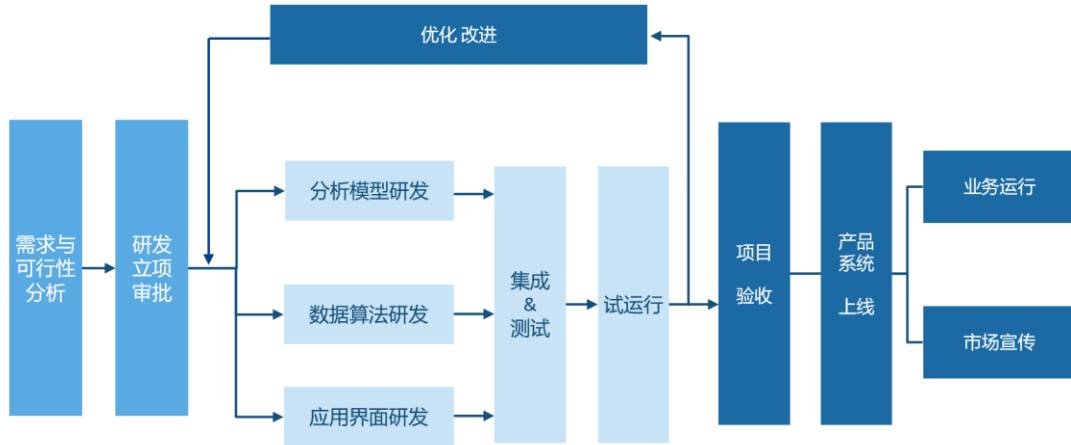 优化 改进
需求与
可行性
分析
研发
立项
审批
分析模型研发
数据算法研发
应用界面研发
集成
&
测试
试运行
项目
验收
产品
系统
上线
业务运行
市场宣传